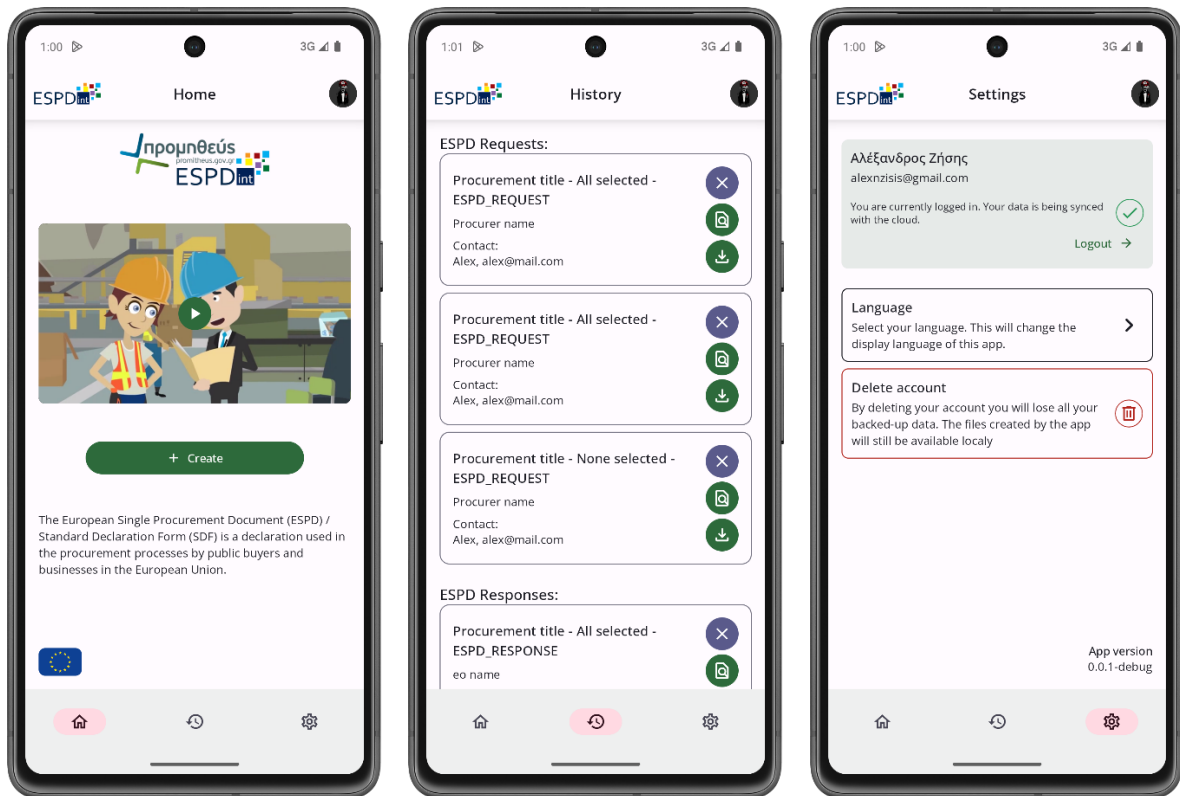 1:00
3G
ESPDint
Home
προμηθεύς
promitheus.gov.gr
ESPDint
+ Create
The European Single Procurement Document (ESPD) /
Standard Declaration Form (SDF) is a declaration used in
the procurement processes by public buyers and
businesses in the European Union.
1:01
3G
ESPDint
History
ESPD Requests:
Procurement title - All selected -
ESPD_REQUEST
Procurer name
Contact:
Alex, alex@mail.com
Procurement title - All selected -
ESPD_REQUEST
Procurer name
Contact:
Alex, alex@mail.com
Procurement title - None selected -
ESPD_REQUEST
Procurer name
Contact:
Alex, alex@mail.com
ESPD Responses:
Procurement title - All selected -
ESPD_RESPONSE
eo name
1:00
3G
ESPDint
Settings
Αλέξανδρος Ζήσης
alexnzisis@gmail.com
You are currently logged in. Your data is being synced
with the cloud.
Logout
Language
Select your language. This will change the
display language of this app.
Delete account
By deleting your account you will lose all your
backed-up data. The files created by the app
will still be available localy
App version
0.0.1-debug